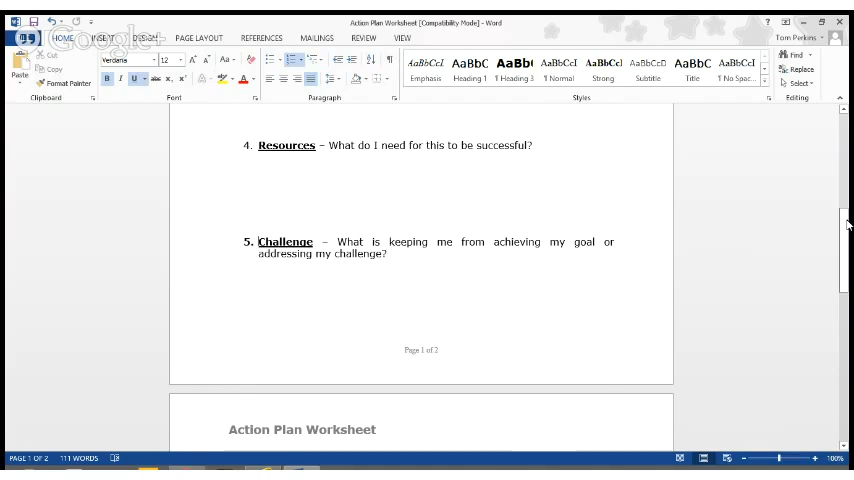 Action Plan Worksheet [Compatibility Mode] - Word
Google+
HOME INSERT DESIGN PAGE LAYOUT REFERENCES MAILINGS REVIEW VIEW
Tom Perkins
Paste
Cut
Copy
Format Painter
Verdana 12
AaBbCcL Emphasis
AaBbC Heading 1
AaBb( ¶ Heading 3
AaBbCcI ¶ Normal
AaBbCcl Strong
AaBbCcD Subtitle
AaBbC Title
AaBbCcI ¶ No Spac...
Find
Replace
Select
Clipboard Font Paragraph Styles Editing
4. Resources – What do I need for this to be successful?
5. Challenge – What is keeping me from achieving my goal or
addressing my challenge?
Page 1 of 2
Action Plan Worksheet
PAGE 1 OF 2 111 WORDS 100%